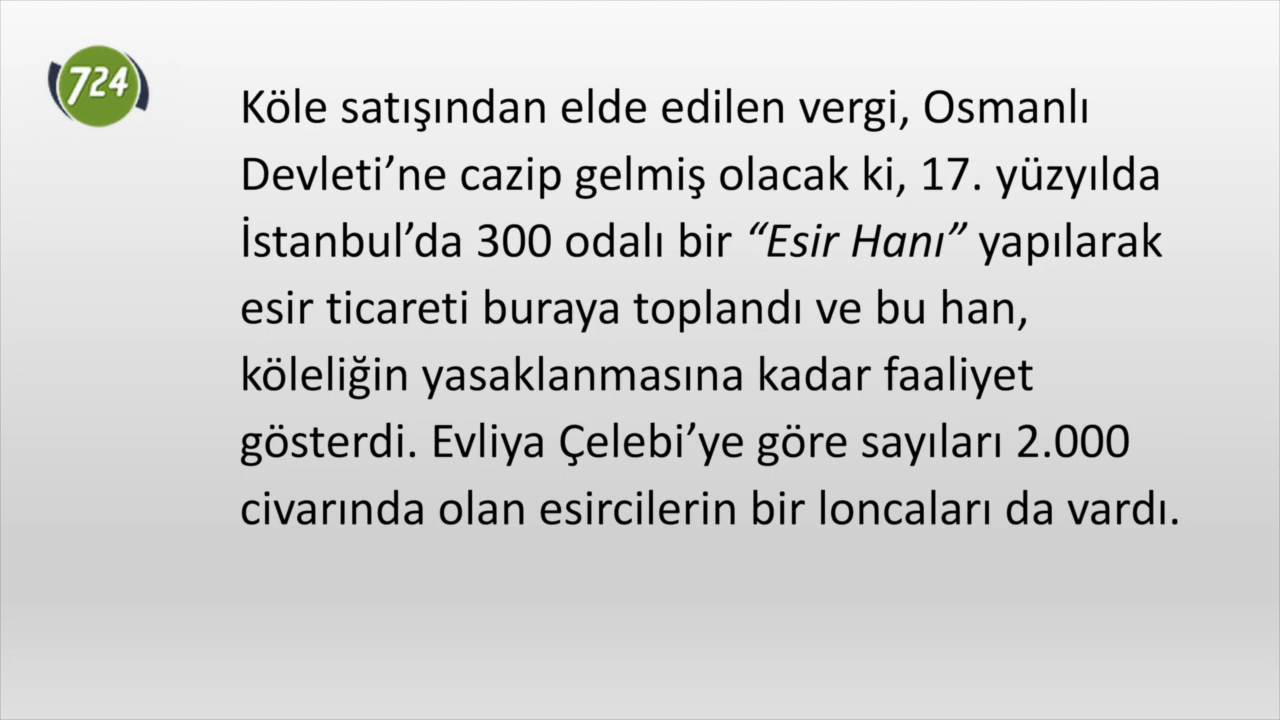 724
Köle satışından elde edilen vergi, Osmanlı
Devleti’ne cazip gelmiş olacak ki, 17. yüzyılda
İstanbul’da 300 odalı bir “Esir Hanı” yapılarak
esir ticareti buraya toplandı ve bu han,
köleliğin yasaklanmasına kadar faaliyet
gösterdi. Evliya Çelebi’ye göre sayıları 2.000
civarında olan esircilerin bir loncaları da vardı.